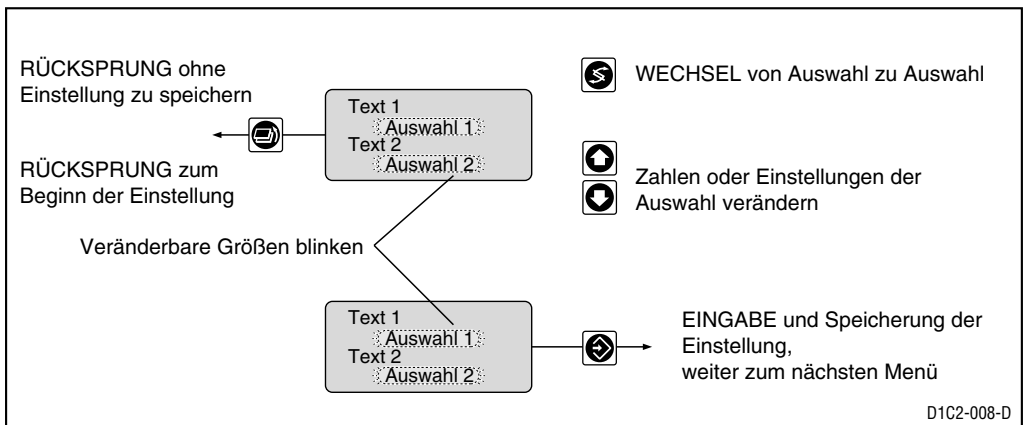 RÜCKSPRUNG ohne
Einstellung zu speichern
RÜCKSPRUNG zum
Beginn der Einstellung
Text 1
Auswahl 1
Text 2
Auswahl 2
WECHSEL von Auswahl zu Auswahl
Zahlen oder Einstellungen der
Auswahl verändern
Veränderbare Größen blinken
Text 1
Auswahl 1
Text 2
Auswahl 2
EINGABE und Speicherung der
Einstellung,
weiter zum nächsten Menü
D1C2-008-D